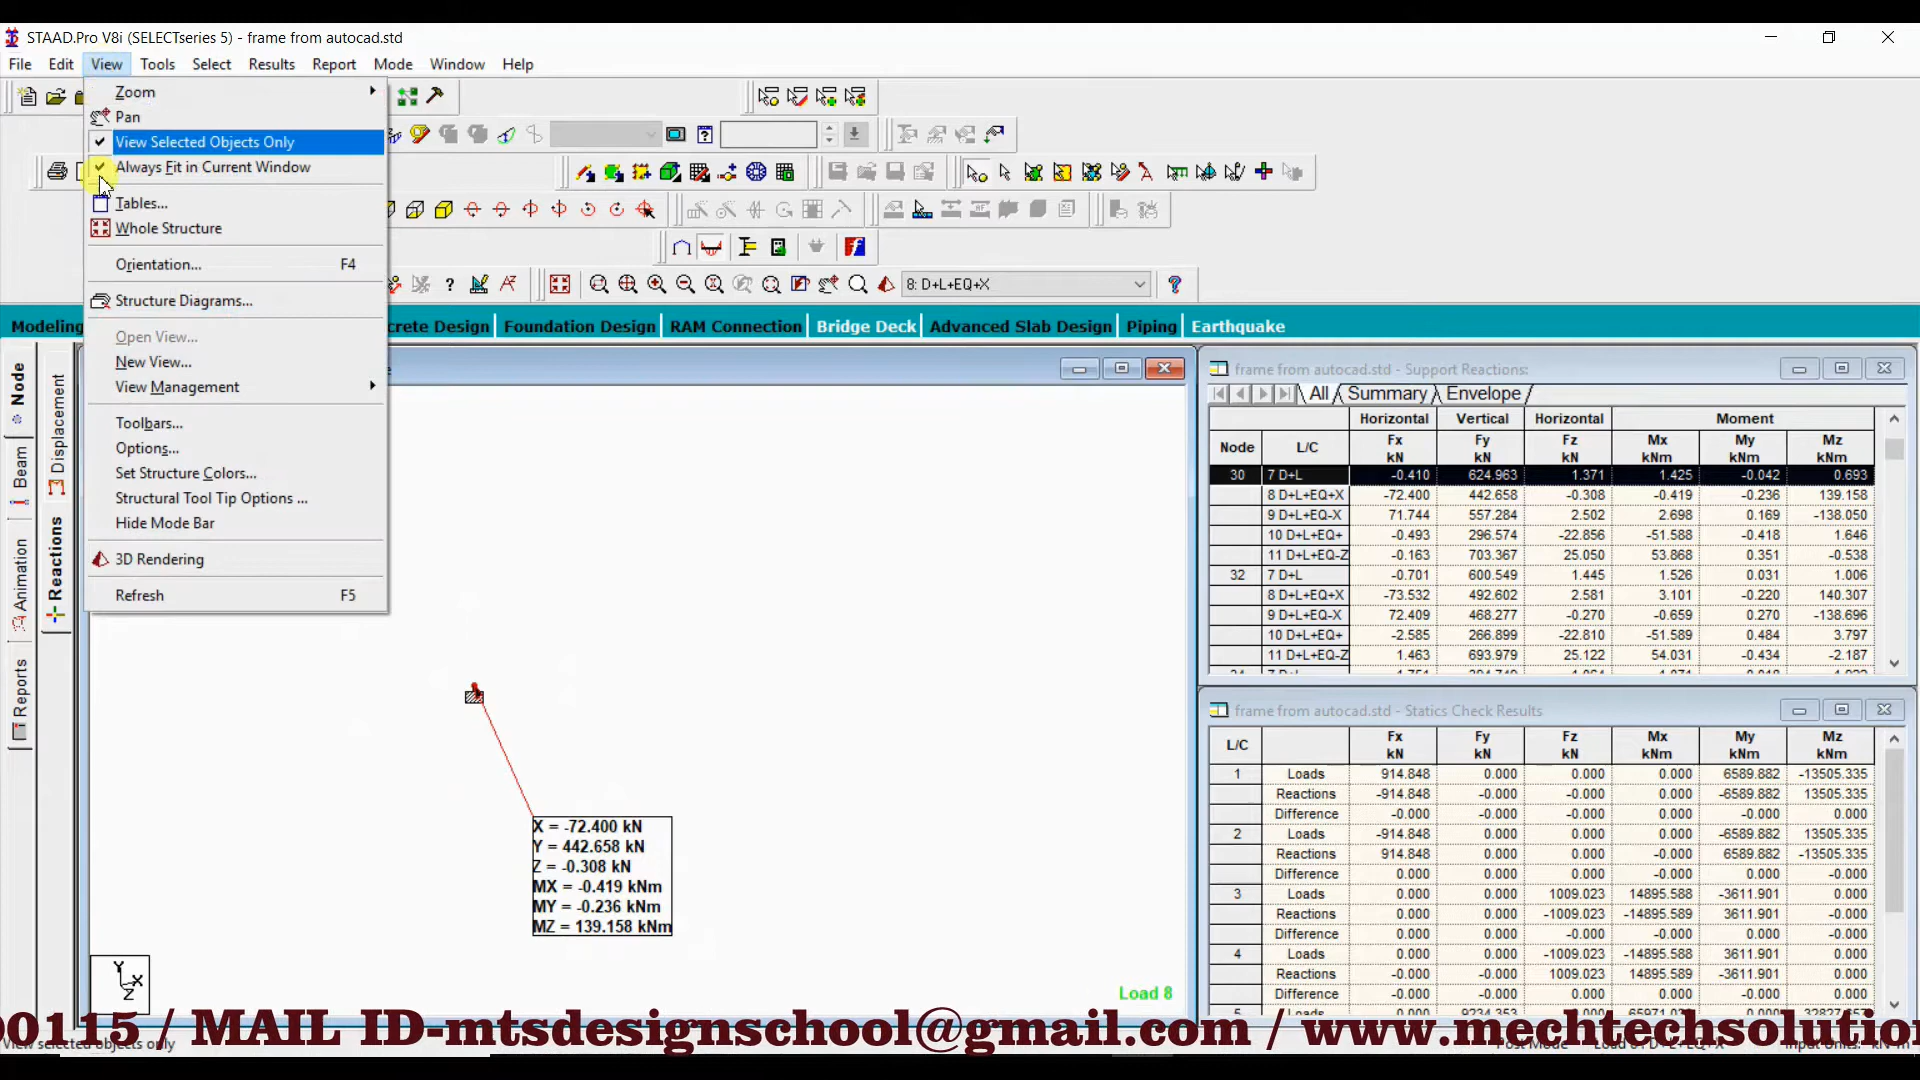 STAAD.Pro V8i (SELECTseries 5) - frame from autocad.std
File Edit View Tools Select Results Report Mode Window Help
Zoom
Pan
View Selected Objects Only
Always Fit in Current Window
Tables...
Whole Structure
Orientation... F4
Structure Diagrams...
Open View...
New View...
View Management
Toolbars...
Options...
Set Structure Colors...
Structural Tool Tip Options ...
Hide Mode Bar
3D Rendering
Refresh F5
8: D+L+EQ+X
Modeling crete Design Foundation Design RAM Connection Bridge Deck Advanced Slab Design Piping Earthquake
Node
Beam
Animation
Reports
Displacement
Reactions
X = -72.400 kN
Y = 442.658 kN
Z = -0.308 kN
MX = -0.419 kNm
MY = -0.236 kNm
MZ = 139.158 kNm
Y
X
Z
Load 8
frame from autocad.std - Support Reactions:
All Summary Envelope
Horizontal Vertical Horizontal Moment
Node L/C Fx kN Fy kN Fz kN Mx kNm My kNm Mz kNm
30 7 D+L -0.410 624.963 1.371 1.425 -0.042 0.693
8 D+L+EQ+X -72.400 442.658 -0.308 -0.419 -0.236 139.158
9 D+L+EQ-X 71.744 557.284 2.502 2.698 0.169 -138.050
10 D+L+EQ+ -0.493 296.574 -22.856 -51.588 -0.418 1.646
11 D+L+EQ-Z -0.163 703.367 25.050 53.868 0.351 -0.538
32 7 D+L -0.701 600.549 1.445 1.526 0.031 1.006
8 D+L+EQ+X -73.532 492.602 2.581 3.101 -0.220 140.307
9 D+L+EQ-X 72.409 468.277 -0.270 -0.659 0.270 -138.696
10 D+L+EQ+ -2.585 266.899 -22.810 -51.589 0.484 3.797
11 D+L+EQ-Z 1.463 693.979 25.122 54.031 -0.434 -2.187
frame from autocad.std - Statics Check Results
L/C Fx kN Fy kN Fz kN Mx kNm My kNm Mz kNm
1 Loads 914.848 0.000 0.000 0.000 6589.882 -13505.335
Reactions -914.848 -0.000 -0.000 -0.000 -6589.882 13505.335
Difference -0.000 -0.000 -0.000 -0.000 -0.000 -0.000
2 Loads -914.848 0.000 0.000 -0.000 -6589.882 13505.335
Reactions 914.848 0.000 0.000 -0.000 6589.882 -13505.335
Difference -0.000 0.000 0.000 -0.000 -0.000 -0.000
3 Loads 0.000 0.000 1009.023 14895.588 -3611.901 0.000
Reactions 0.000 0.000 -1009.023 -14895.589 3611.901 -0.000
Difference 0.000 0.000 -0.000 -0.000 -0.000 -0.000
4 Loads 0.000 0.000 -1009.023 -14895.588 3611.901 0.000
Reactions -0.000 -0.000 1009.023 14895.589 -3611.901 0.000
Difference -0.000 -0.000 0.000 0.000 0.000 0.000
00115 / MAIL ID-mtsdesignschool@gmail.com / www.mechtechsolution
View selected objects only